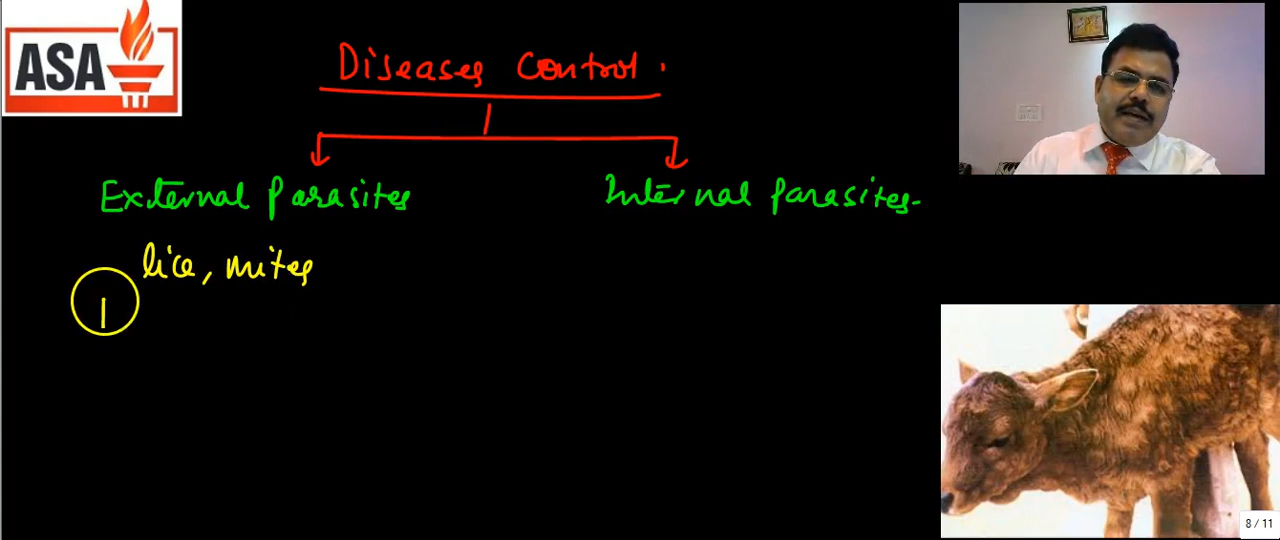 ASA
Diseases control.
External parasites
Internal parasites.
lice, mites
1
8 / 11